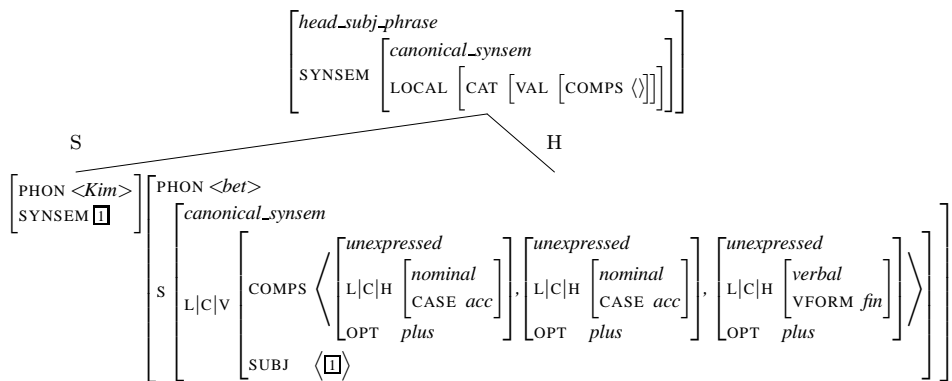 head_subj_phrase
canonical_synsem
SYNSEM
LOCAL [CAT [VAL [COMPS ⟨⟩]]]
S H
PHON <Kim>
SYNSEM 1
PHON <bet>
canonical_synsem
unexpressed unexpressed unexpressed
nominal nominal verbal
COMPS L|C|H , L|C|H , L|C|H
S CASE acc CASE acc VFORM fin
L|C|V
OPT plus OPT plus OPT plus
SUBJ ⟨1⟩